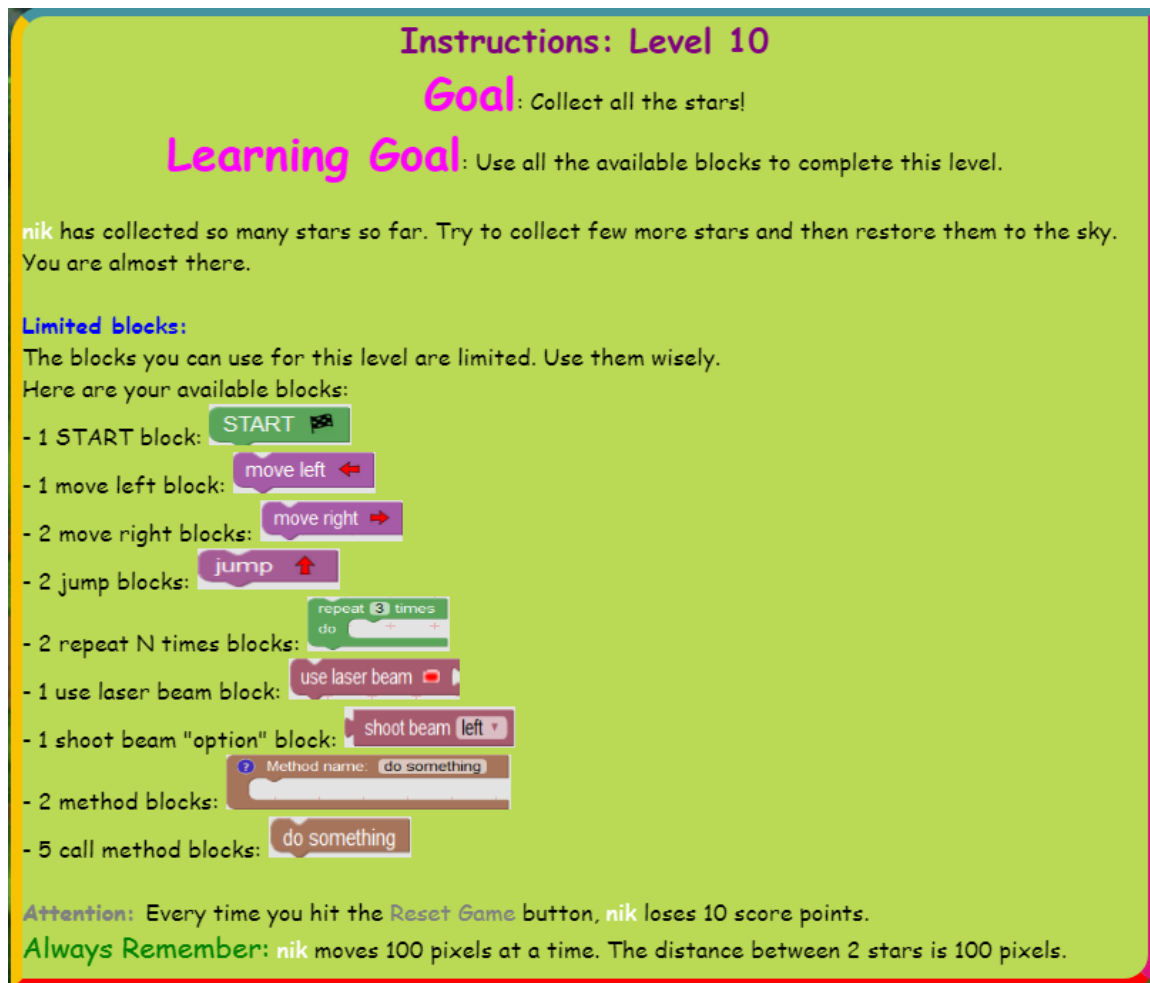 Instructions: Level 10
Goal: Collect all the stars!
Learning Goal: Use all the available blocks to complete this level.
nik has collected so many stars so far. Try to collect few more stars and then restore them to the sky.
You are almost there.
Limited blocks:
The blocks you can use for this level are limited. Use them wisely.
Here are your available blocks:
- 1 START block: START
- 1 move left block: move left
- 2 move right blocks: move right
- 2 jump blocks: jump
- 2 repeat N times blocks: repeat 3 times do
- 1 use laser beam block: use laser beam
- 1 shoot beam "option" block: shoot beam left
- 2 method blocks: ? Method name: do something
- 5 call method blocks: do something
Attention: Every time you hit the Reset Game button, nik loses 10 score points.
Always Remember: nik moves 100 pixels at a time. The distance between 2 stars is 100 pixels.